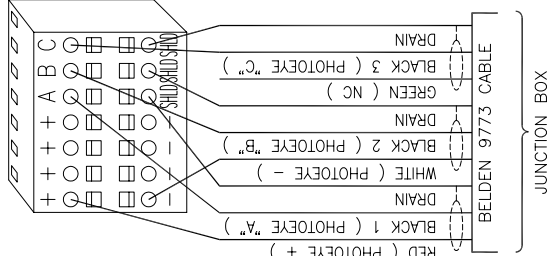 C SHLD
B SHLD
A SHLD
+ −
+ −
+ −
+ −
DRAIN
BLACK 3 ( PHOTOEYE "C" )
GREEN ( NC )
DRAIN
BLACK 2 ( PHOTOEYE "B" )
WHITE ( PHOTOEYE − )
DRAIN
BLACK 1 ( PHOTOEYE "A" )
RED ( PHOTOEYE + )
BELDEN 9773 CABLE
JUNCTION BOX